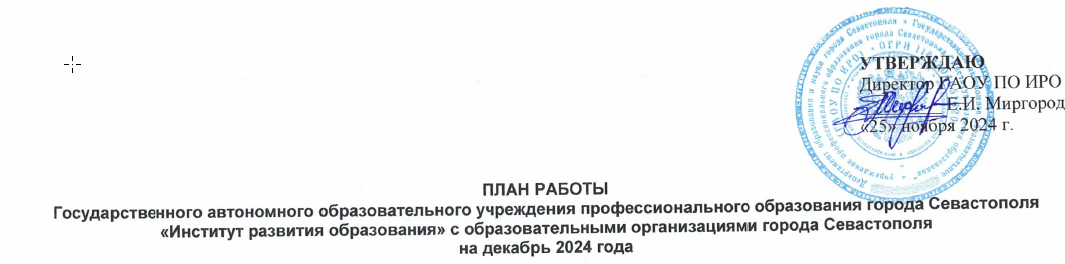 УТВЕРЖДАЮ
Директор ГАОУ ПО ИРО
Е.И. Миргород
«25» ноября 2024 г.
ПЛАН РАБОТЫ
Государственного автономного образовательного учреждения профессионального образования города Севастополя
«Институт развития образования» с образовательными организациями города Севастополя
на декабрь 2024 года